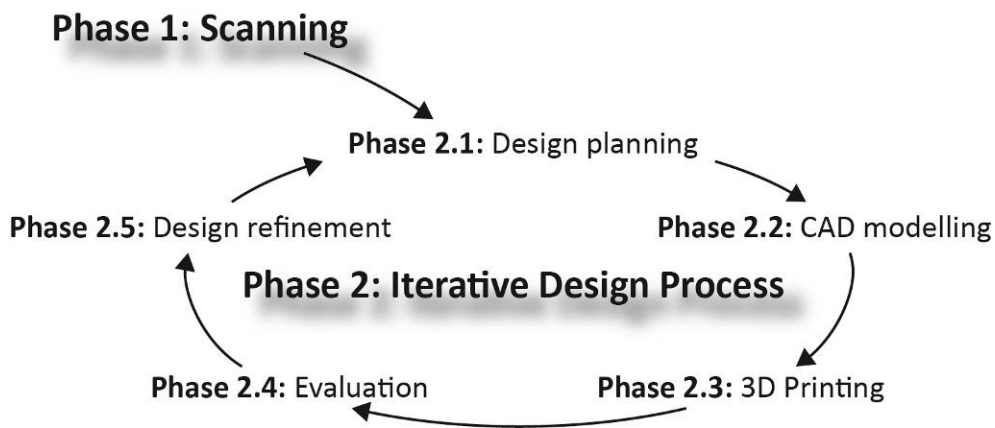 Phase 1: Scanning
Phase 2.1: Design planning
Phase 2.5: Design refinement
Phase 2.2: CAD modelling
Phase 2: Iterative Design Process
Phase 2.4: Evaluation
Phase 2.3: 3D Printing